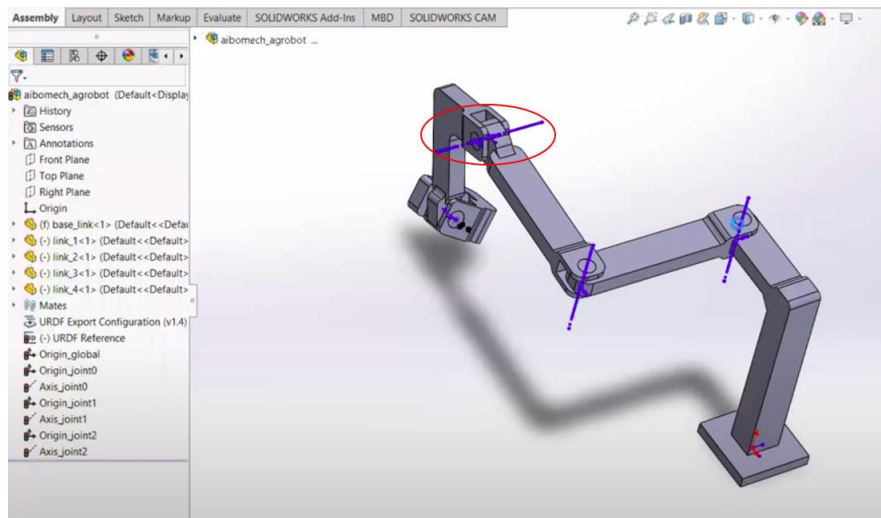 Assembly Layout Sketch Markup Evaluate SOLIDWORKS Add-Ins MBD SOLIDWORKS CAM
aibomech_agrobot ...
aibomech_agrobot (Default<Display
History
Sensors
Annotations
Front Plane
Top Plane
Right Plane
Origin
(f) base_link<1> (Default<<Defau
(-) link_1<1> (Default<<Default>
(-) link_2<1> (Default<<Default>
(-) link_3<1> (Default<<Default>
(-) link_4<1> (Default<<Default>
Mates
URDF Export Configuration (v1.4)
(-) URDF Reference
Origin_global
Origin_joint0
Axis_joint0
Origin_joint1
Axis_joint1
Origin_joint2
Axis_joint2